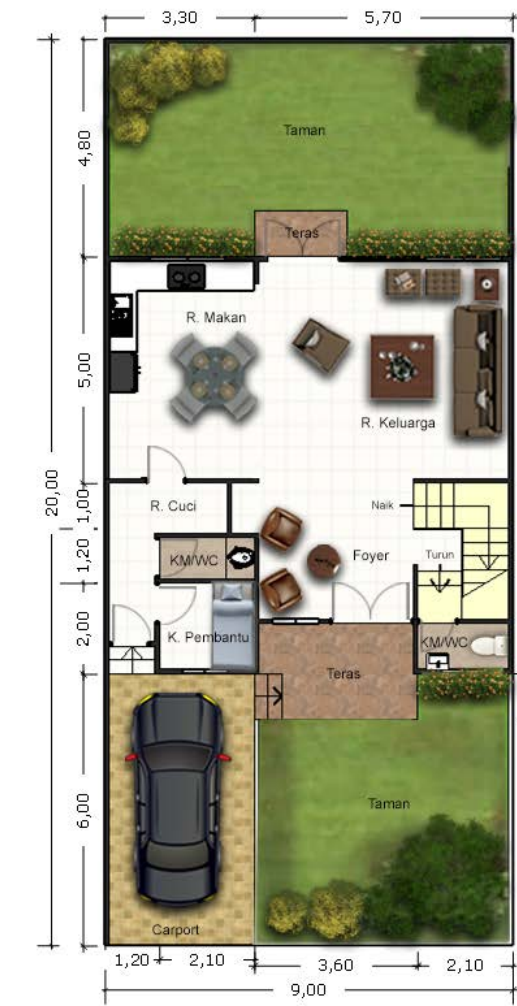 3,30
5,70
Taman
4,80
Teras
R. Makan
5,00
R. Keluarga
20,00
1,00
R. Cuci
Naik
1,20
KM/WC
Foyer
Turun
2,00
K. Pembantu
KM/WC
Teras
6,00
Taman
Carport
1,20
2,10
3,60
2,10
9,00